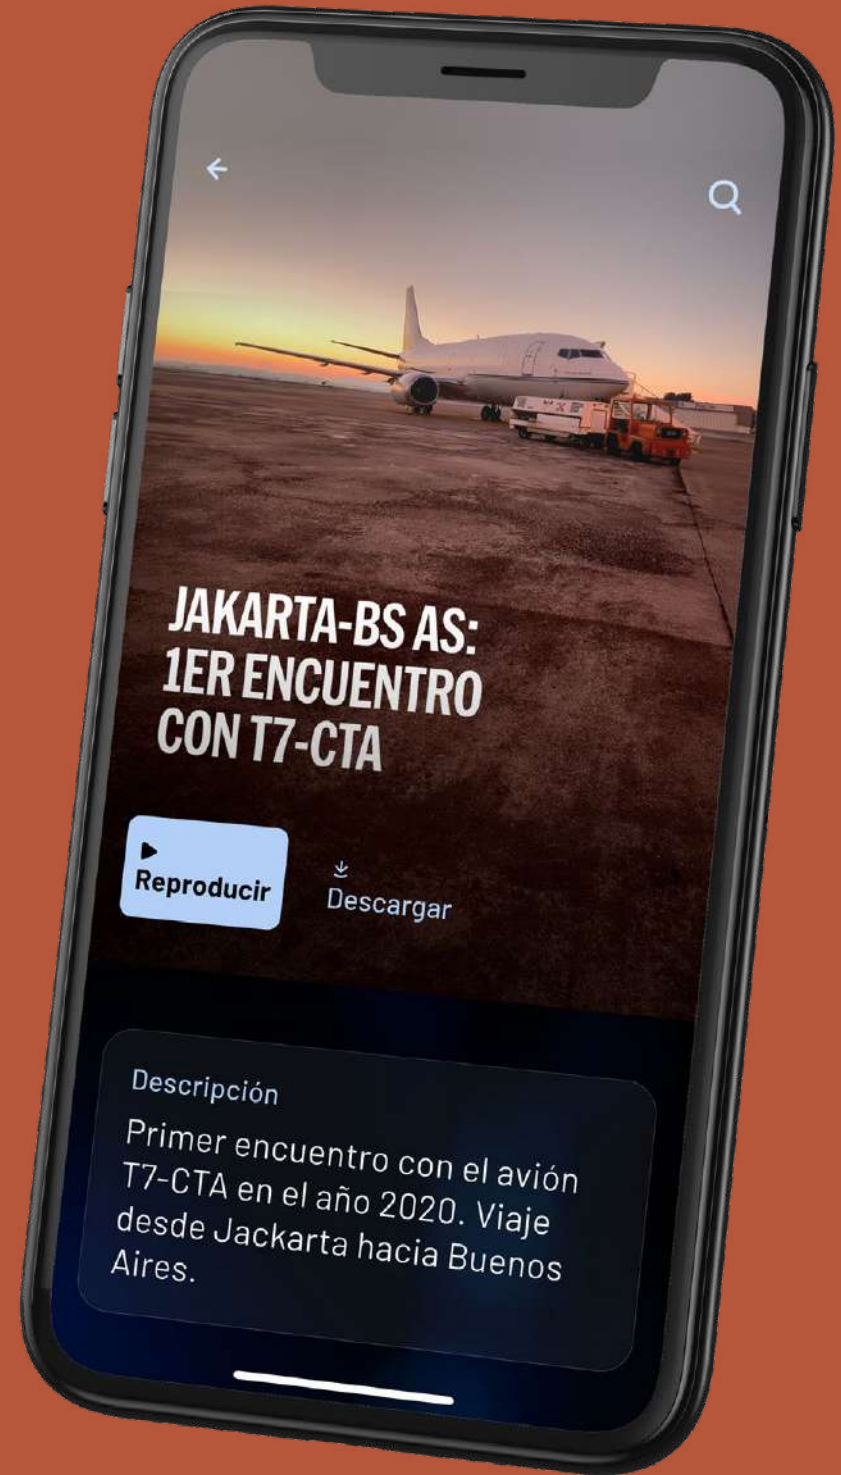 JAKARTA-BS AS:
1ER ENCUENTRO
CON T7-CTA
Reproducir
Descargar
Descripción
Primer encuentro con el avión
T7-CTA en el año 2020. Viaje
desde Jackarta hacia Buenos
Aires.